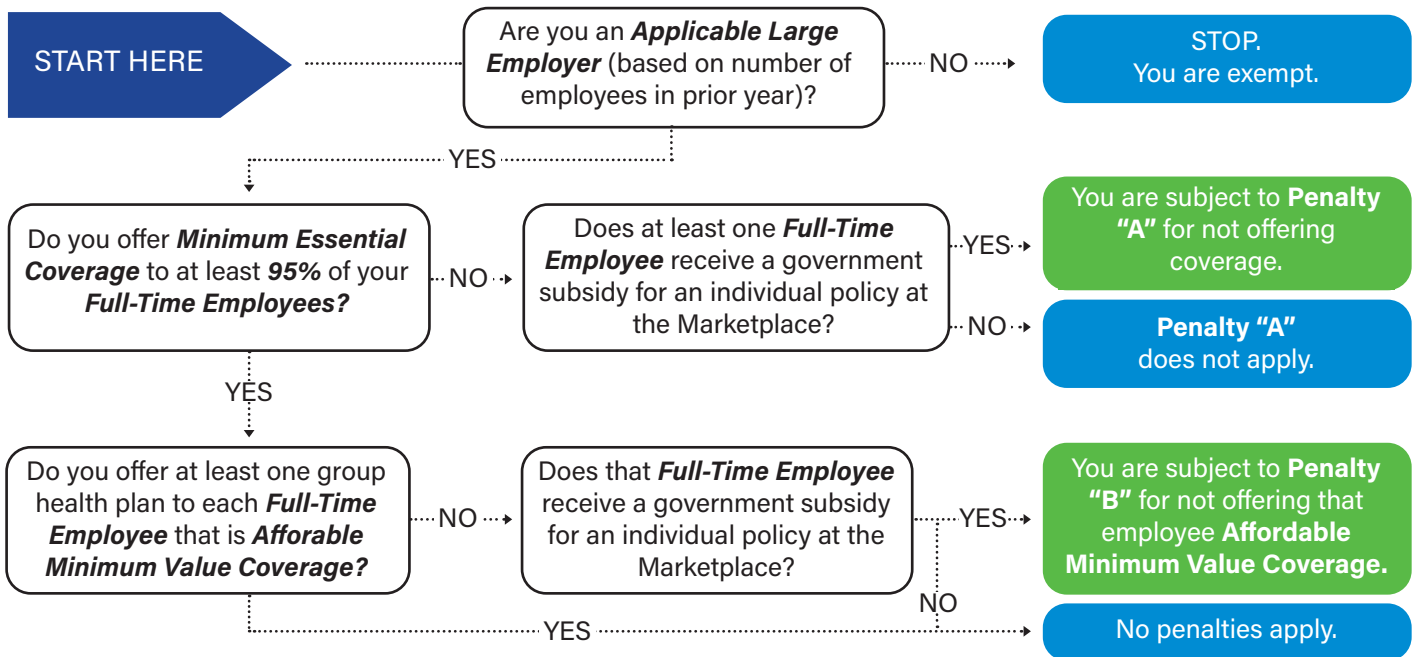 START HERE
Are you an Applicable Large
Employer (based on number of
employees in prior year)?
NO
STOP.
You are exempt.
YES
Do you offer Minimum Essential
Coverage to at least 95% of your
Full-Time Employees?
NO
Does at least one Full-Time
Employee receive a government
subsidy for an individual policy at
the Marketplace?
YES
You are subject to Penalty
"A" for not offering
coverage.
NO
Penalty "A"
does not apply.
YES
Do you offer at least one group
health plan to each Full-Time
Employee that is Afforable
Minimum Value Coverage?
NO
Does that Full-Time Employee
receive a government subsidy
for an individual policy at the
Marketplace?
YES
You are subject to Penalty
"B" for not offering that
employee Affordable
Minimum Value Coverage.
NO
YES
No penalties apply.